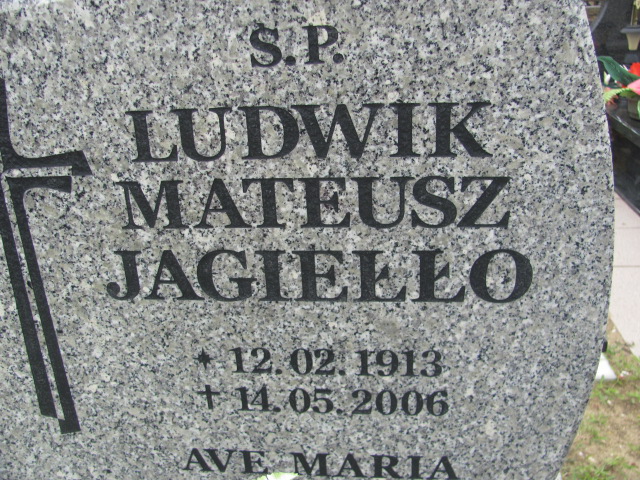 Ś.P.
LUDWIK
MATEUSZ
JAGIEŁŁO
* 12.02.1913
† 14.05.2006
AVE MARIA